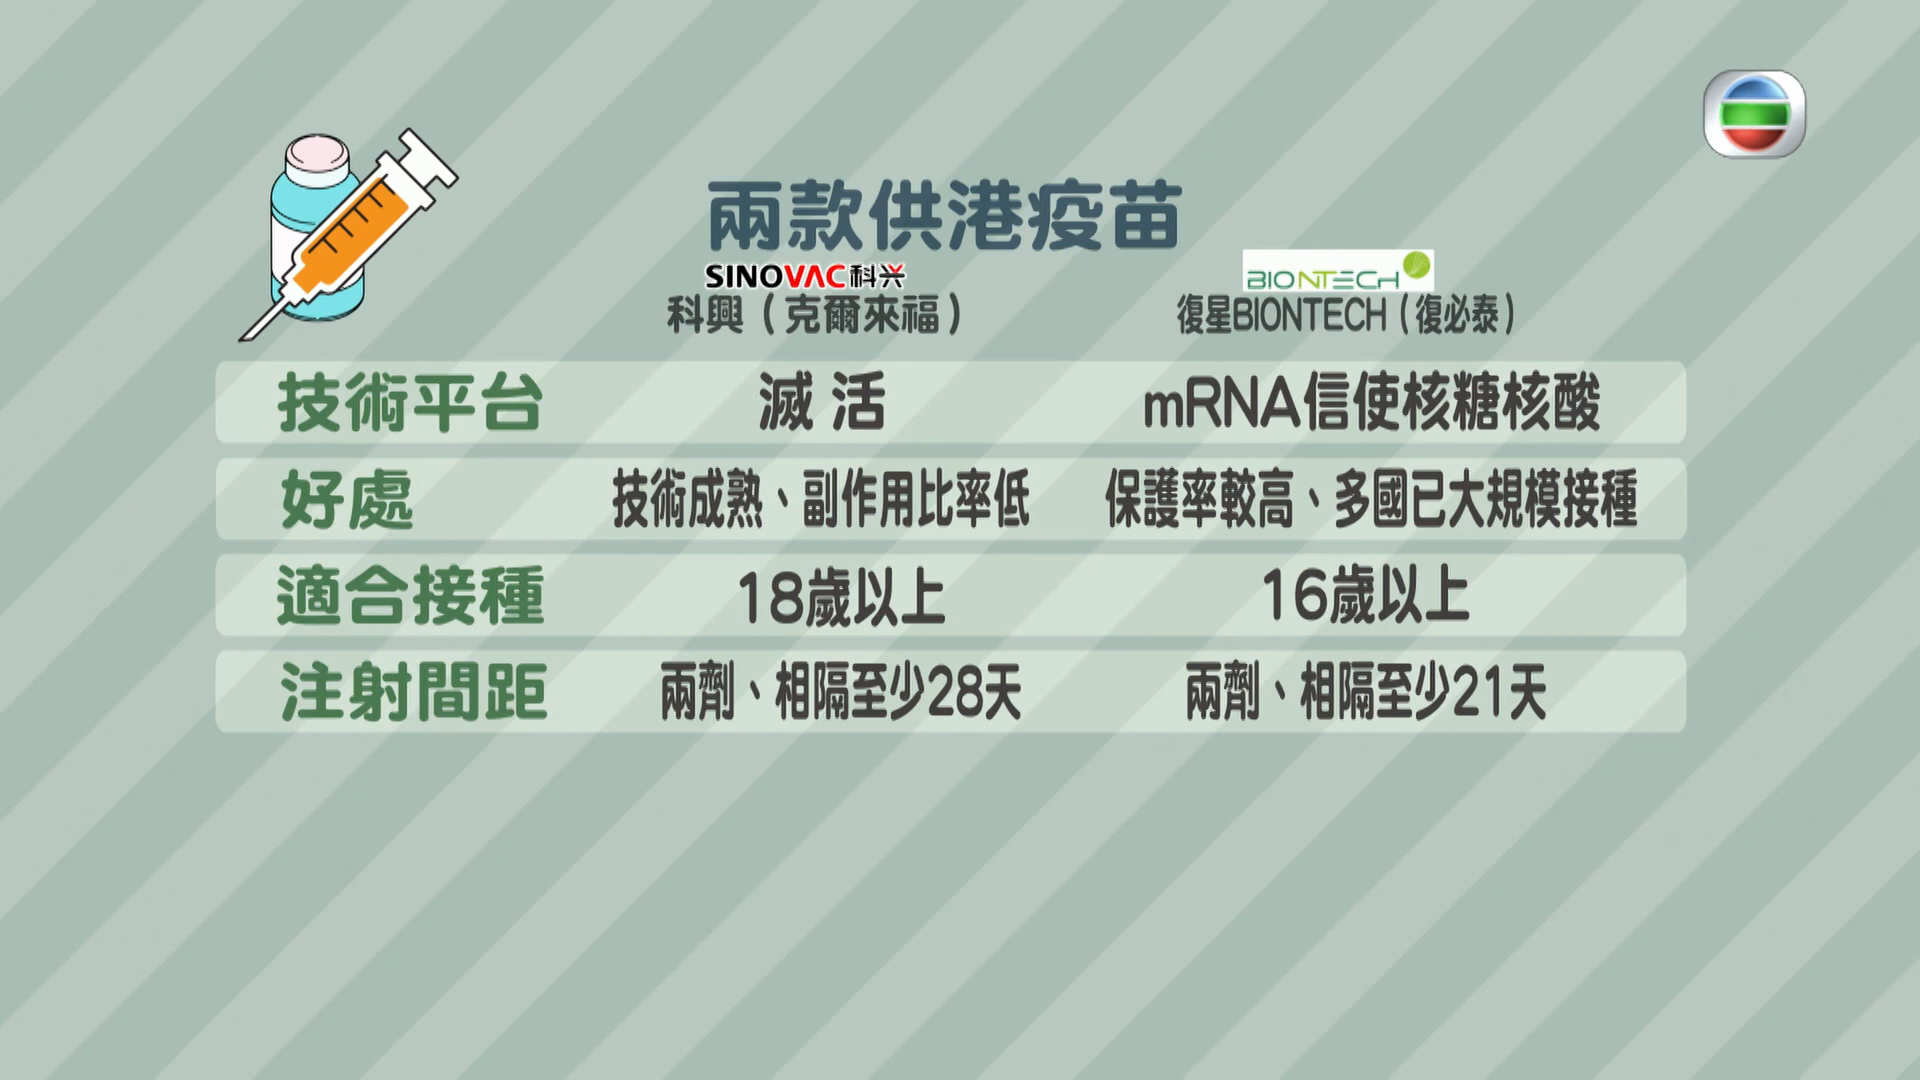 兩款供港疫苗
SINOVAC科兴 BIONTECH
科興（克爾來福） 復星BIONTECH（復必泰）
技術平台 滅活 mRNA信使核糖核酸
好處 技術成熟、副作用比率低 保護率較高、多國已大規模接種
適合接種 18歲以上 16歲以上
注射間距 兩劑、相隔至少28天 兩劑、相隔至少21天